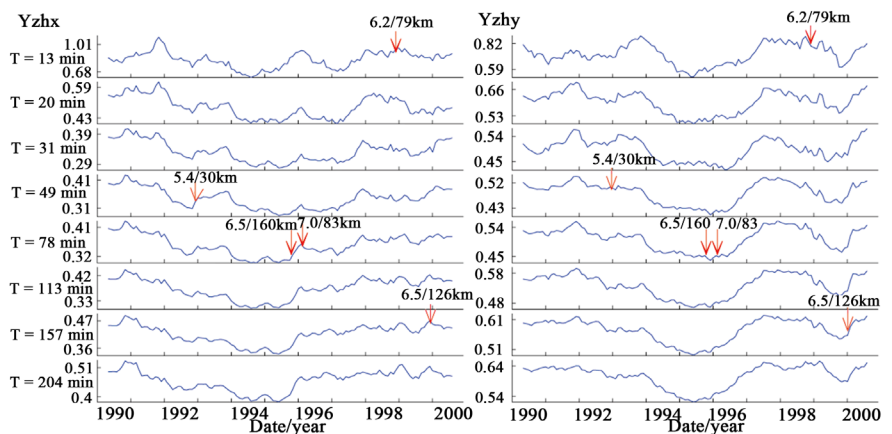 Yzhx
6.2/79km
1.01
T = 13 min
0.68
0.59
T = 20 min
0.43
0.39
T = 31 min
0.29
0.41
5.4/30km
T = 49 min
0.31
6.5/160km 7.0/83km
0.41
T = 78 min
0.32
0.42
T = 113 min
0.33
6.5/126km
0.47
T = 157 min
0.36
0.51
T = 204 min
0.4
1990 1992 1994 1996 1998 2000
Date/year
Yzhy
6.2/79km
0.82
0.59
0.66
0.53
0.54
0.45
5.4/30km
0.52
0.43
6.5/160 7.0/83
0.54
0.45
0.58
0.48
6.5/126km
0.61
0.51
0.64
0.54
1990 1992 1994 1996 1998 2000
Date/year